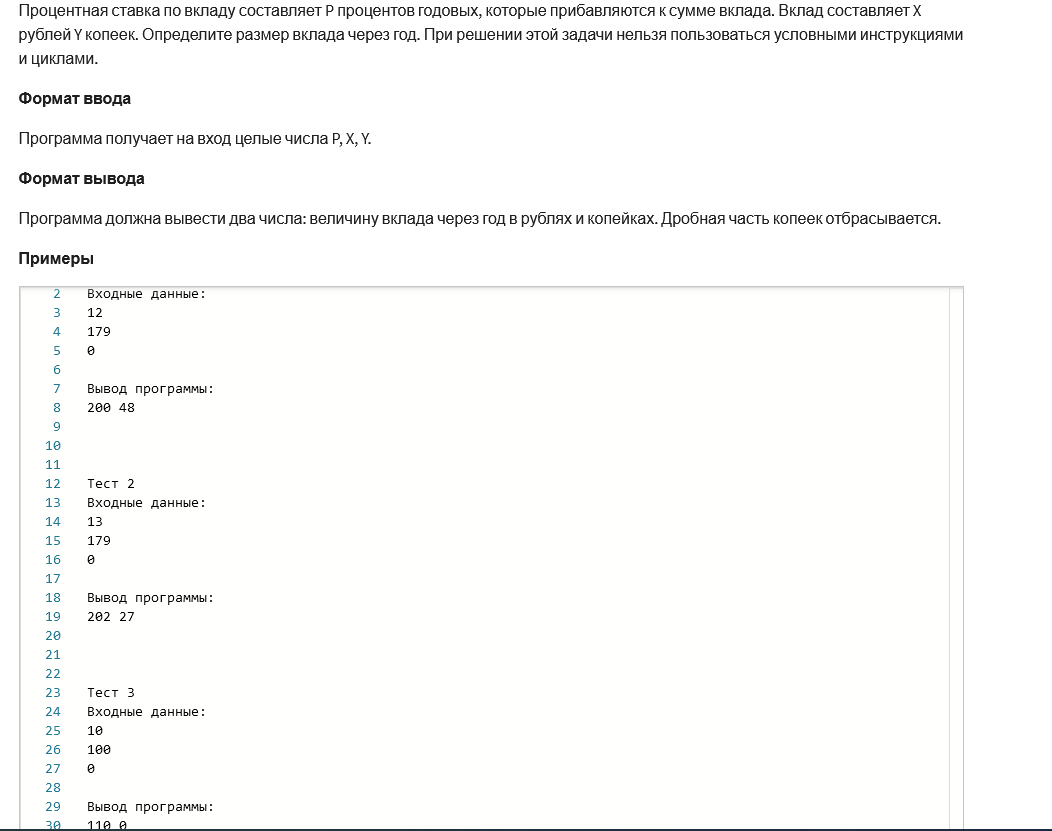 Процентная ставка по вкладу составляет P процентов годовых, которые прибавляются к сумме вклада. Вклад составляет X
рублей Y копеек. Определите размер вклада через год. При решении этой задачи нельзя пользоваться условными инструкциями
и циклами.
Формат ввода
Программа получает на вход целые числа P, X, Y.
Формат вывода
Программа должна вывести два числа: величину вклада через год в рублях и копейках. Дробная часть копеек отбрасывается.
Примеры
2 Входные данные:
3 12
4 179
5 0
6
7 Вывод программы:
8 200 48
9
10
11
12 Тест 2
13 Входные данные:
14 13
15 179
16 0
17
18 Вывод программы:
19 202 27
20
21
22
23 Тест 3
24 Входные данные:
25 10
26 100
27 0
28
29 Вывод программы:
30 110 0